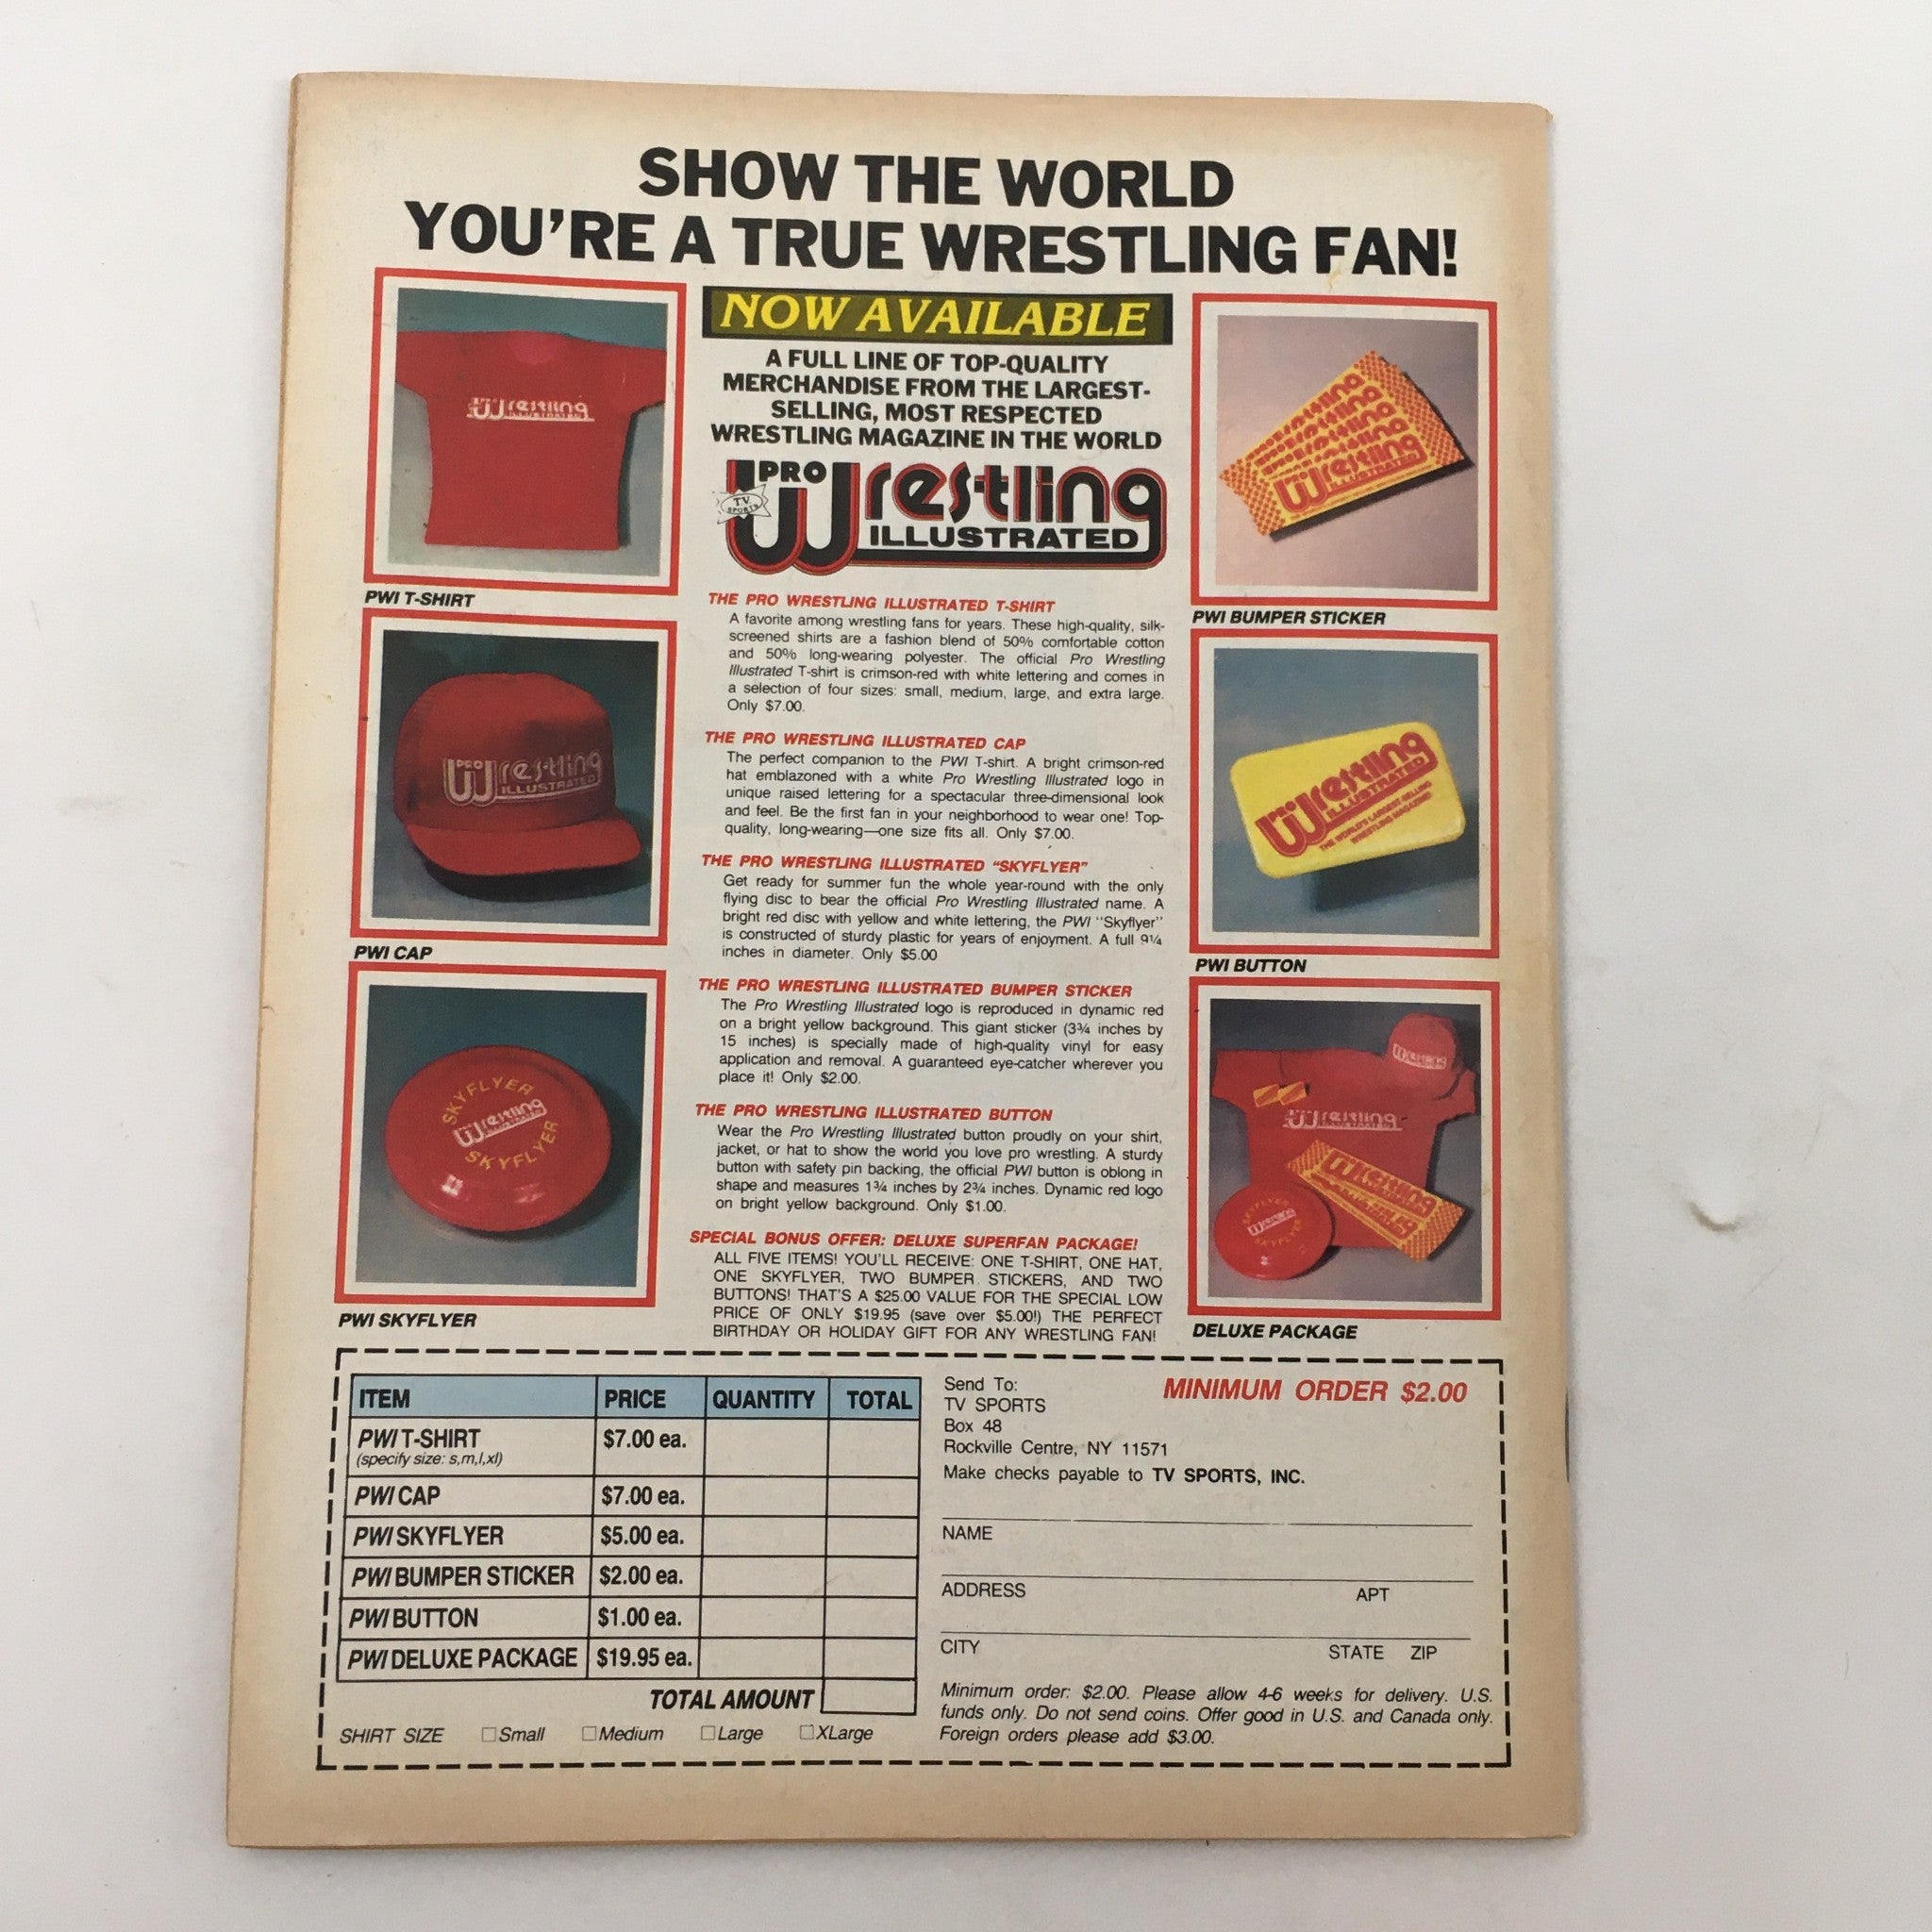 SHOW THE WORLD
YOU'RE A TRUE WRESTLING FAN!
NOW AVAILABLE
A FULL LINE OF TOP-QUALITY
MERCHANDISE FROM THE LARGEST-
SELLING, MOST RESPECTED
WRESTLING MAGAZINE IN THE WORLD
PRO
Wrestling
TV
SPORTS
ILLUSTRATED
Wrestling
ILLUSTRATED
PWI T-SHIRT
PRO
Wrestling
ILLUSTRATED
PWI CAP
SKYFLYER
Wrestling
SKYFLYER
PWI SKYFLYER
THE PRO WRESTLING ILLUSTRATED T-SHIRT
A favorite among wrestling fans for years. These high-quality, silk-
screened shirts are a fashion blend of 50% comfortable cotton
and 50% long-wearing polyester. The official Pro Wrestling
Illustrated T-shirt is crimson-red with white lettering and comes in
a selection of four sizes: small, medium, large, and extra large.
Only $7.00.
THE PRO WRESTLING ILLUSTRATED CAP
The perfect companion to the PWI T-shirt. A bright crimson-red
hat emblazoned with a white Pro Wrestling Illustrated logo in
unique raised lettering for a spectacular three-dimensional look
and feel. Be the first fan in your neighborhood to wear one! Top-
quality, long-wearing—one size fits all. Only $7.00.
THE PRO WRESTLING ILLUSTRATED "SKYFLYER"
Get ready for summer fun the whole year-round with the only
flying disc to bear the official Pro Wrestling Illustrated name. A
bright red disc with yellow and white lettering, the PWI "Skyflyer"
is constructed of sturdy plastic for years of enjoyment. A full 9¼
inches in diameter. Only $5.00
THE PRO WRESTLING ILLUSTRATED BUMPER STICKER
The Pro Wrestling Illustrated logo is reproduced in dynamic red
on a bright yellow background. This giant sticker (3¾ inches by
15 inches) is specially made of high-quality vinyl for easy
application and removal. A guaranteed eye-catcher wherever you
place it! Only $2.00.
THE PRO WRESTLING ILLUSTRATED BUTTON
Wear the Pro Wrestling Illustrated button proudly on your shirt,
jacket, or hat to show the world you love pro wrestling. A sturdy
button with safety pin backing, the official PWI button is oblong in
shape and measures 1¾ inches by 2¾ inches. Dynamic red logo
on bright yellow background. Only $1.00.
SPECIAL BONUS OFFER: DELUXE SUPERFAN PACKAGE!
ALL FIVE ITEMS! YOU'LL RECEIVE: ONE T-SHIRT, ONE HAT,
ONE SKYFLYER, TWO BUMPER STICKERS, AND TWO
BUTTONS! THAT'S A $25.00 VALUE FOR THE SPECIAL LOW
PRICE OF ONLY $19.95 (save over $5.00!) THE PERFECT
BIRTHDAY OR HOLIDAY GIFT FOR ANY WRESTLING FAN!
Wrestling
ILLUSTRATED
PWI BUMPER STICKER
PRO
Wrestling
ILLUSTRATED
THE WORLD'S LARGEST SELLING
WRESTLING MAGAZINE
PWI BUTTON
Wrestling
Wrestling
Wrestling
SKYFLYER
Wrestling
SKYFLYER
DELUXE PACKAGE
ITEM PRICE QUANTITY TOTAL
PWI T-SHIRT $7.00 ea.
(specify size: s,m,l,xl)
PWI CAP $7.00 ea.
PWI SKYFLYER $5.00 ea.
PWI BUMPER STICKER $2.00 ea.
PWI BUTTON $1.00 ea.
PWI DELUXE PACKAGE $19.95 ea.
TOTAL AMOUNT
SHIRT SIZE □Small □Medium □Large □XLarge
Send To:
MINIMUM ORDER $2.00
TV SPORTS
Box 48
Rockville Centre, NY 11571
Make checks payable to TV SPORTS, INC.
NAME
ADDRESS APT
CITY STATE ZIP
Minimum order: $2.00. Please allow 4-6 weeks for delivery. U.S.
funds only. Do not send coins. Offer good in U.S. and Canada only.
Foreign orders please add $3.00.